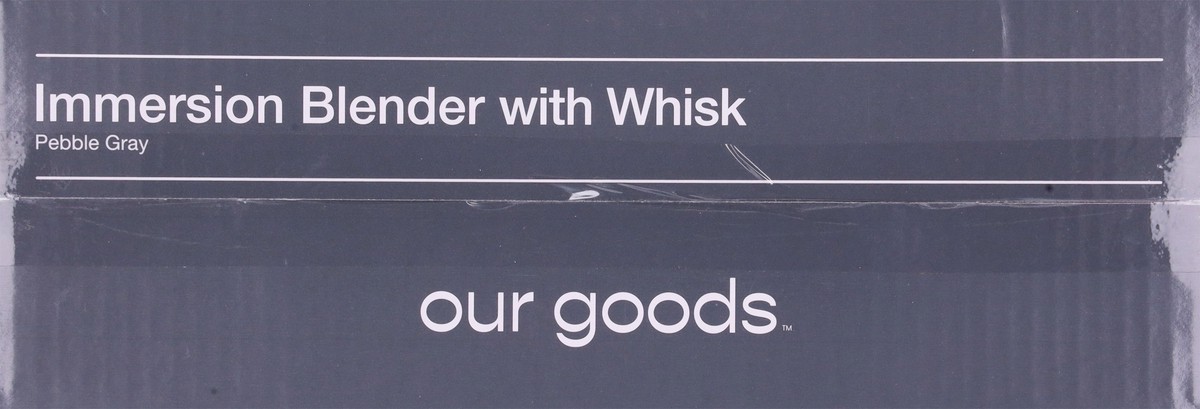 Immersion Blender with Whisk
Pebble Gray
our goods™